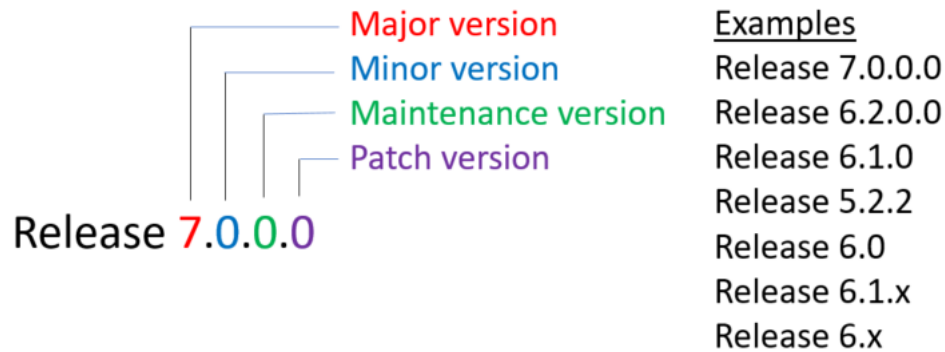 Major version
Minor version
Maintenance version
Patch version
Release 7.0.0.0
Examples
Release 7.0.0.0
Release 6.2.0.0
Release 6.1.0
Release 5.2.2
Release 6.0
Release 6.1.x
Release 6.x